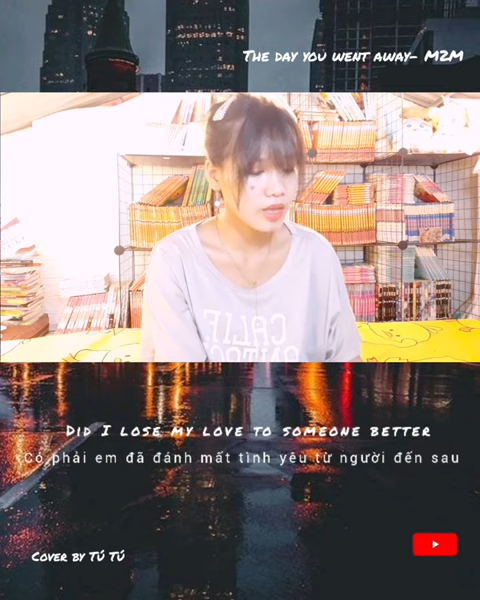 The day you went away- M2M
CALIF
Did I lose my love to someone better
Có phải em đã đánh mất tình yêu từ người đến sau
Cover by Tú Tú